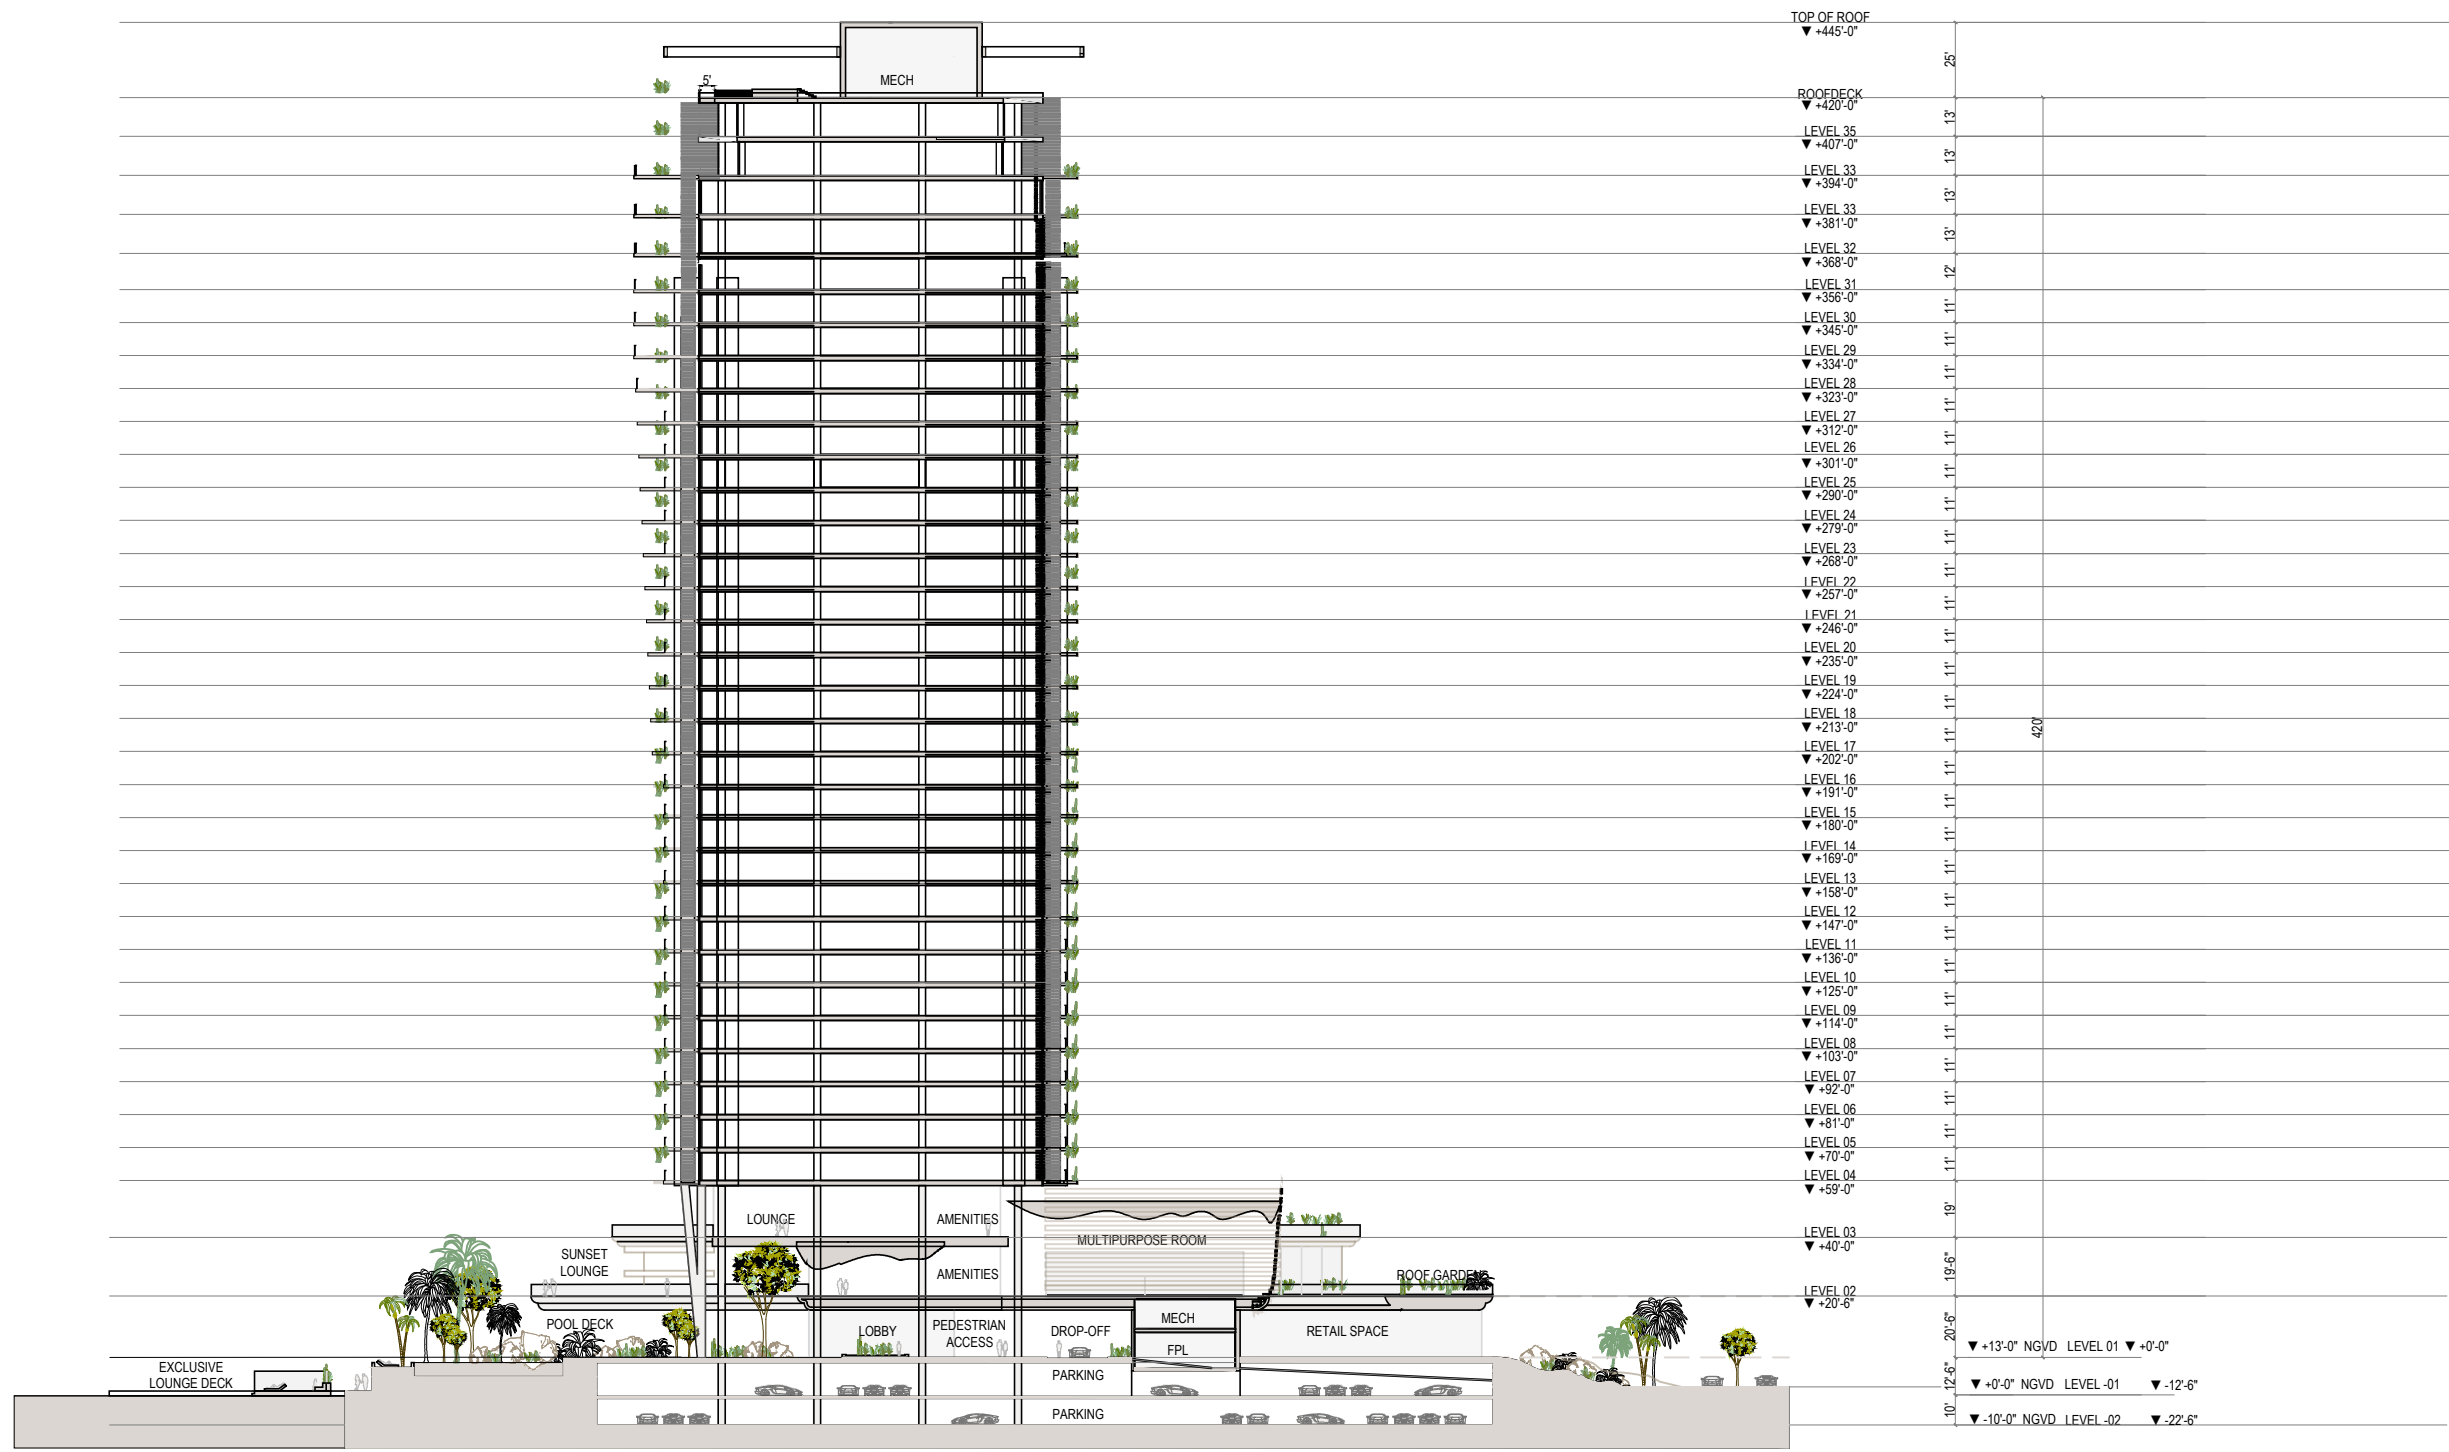 TOP OF ROOF
▼ +445'-0"
25'
MECH
5'
ROOFDECK
▼ +420'-0"
13'
LEVEL 35
▼ +407'-0"
13'
LEVEL 33
▼ +394'-0"
13'
LEVEL 33
▼ +381'-0"
13'
LEVEL 32
▼ +368'-0"
12'
LEVEL 31
▼ +356'-0"
11'
LEVEL 30
▼ +345'-0"
11'
LEVEL 29
▼ +334'-0"
11'
LEVEL 28
▼ +323'-0"
11'
LEVEL 27
▼ +312'-0"
11'
LEVEL 26
▼ +301'-0"
11'
LEVEL 25
▼ +290'-0"
11'
LEVEL 24
▼ +279'-0"
11'
LEVEL 23
▼ +268'-0"
11'
LEVEL 22
▼ +257'-0"
11'
LEVEL 21
▼ +246'-0"
11'
LEVEL 20
▼ +235'-0"
11'
LEVEL 19
▼ +224'-0"
11'
LEVEL 18
▼ +213'-0"
420'
11'
LEVEL 17
▼ +202'-0"
11'
LEVEL 16
▼ +191'-0"
11'
LEVEL 15
▼ +180'-0"
11'
LEVEL 14
▼ +169'-0"
11'
LEVEL 13
▼ +158'-0"
11'
LEVEL 12
▼ +147'-0"
11'
LEVEL 11
▼ +136'-0"
11'
LEVEL 10
▼ +125'-0"
11'
LEVEL 09
▼ +114'-0"
11'
LEVEL 08
▼ +103'-0"
11'
LEVEL 07
▼ +92'-0"
11'
LEVEL 06
▼ +81'-0"
11'
LEVEL 05
▼ +70'-0"
11'
LEVEL 04
▼ +59'-0"
19'
LOUNGE
AMENITIES
LEVEL 03
▼ +40'-0"
MULTIPURPOSE ROOM
SUNSET
LOUNGE
19'-6"
AMENITIES
ROOF GARDENS
LEVEL 02
▼ +20'-6"
20'-6"
POOL DECK
LOBBY
PEDESTRIAN
ACCESS
DROP-OFF
MECH
RETAIL SPACE
FPL
▼ +13'-0" NGVD LEVEL 01 ▼ +0'-0"
EXCLUSIVE
LOUNGE DECK
PARKING
12'-6"
▼ +0'-0" NGVD LEVEL -01 ▼ -12'-6"
PARKING
10'
▼ -10'-0" NGVD LEVEL -02 ▼ -22'-6"